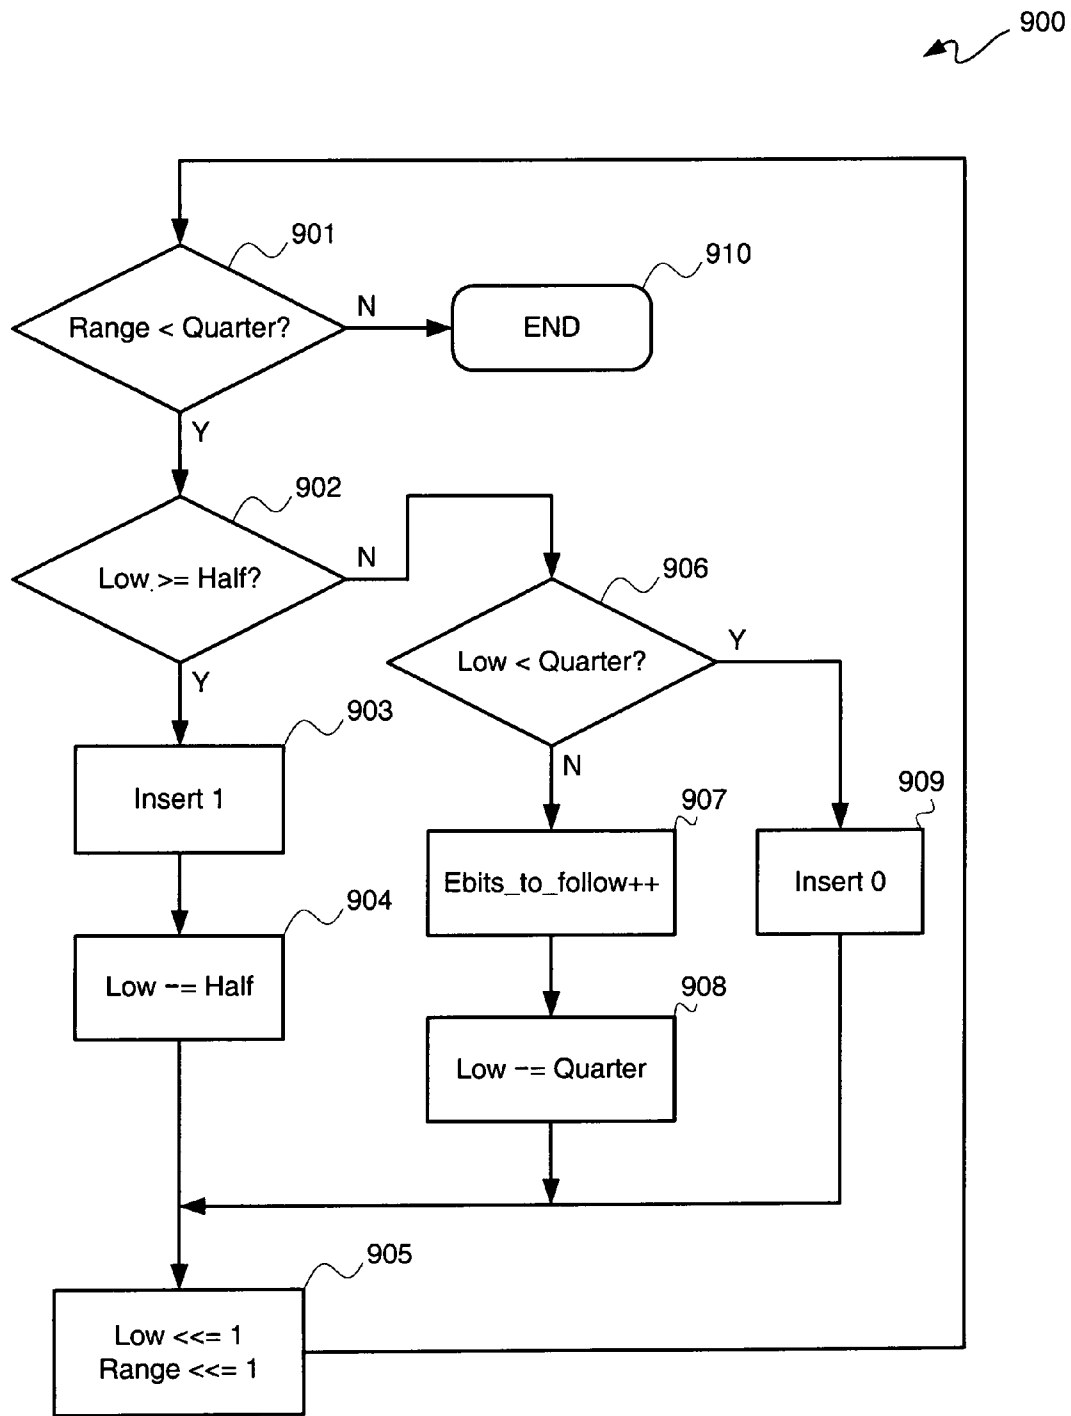 900
901
910
Range < Quarter?
N
END
Y
902
Low >= Half?
N
906
Low < Quarter?
Y
Y
903
Insert 1
N
907
909
Ebits_to_follow++
Insert 0
904
Low -= Half
908
Low -= Quarter
905
Low <<= 1
Range <<= 1